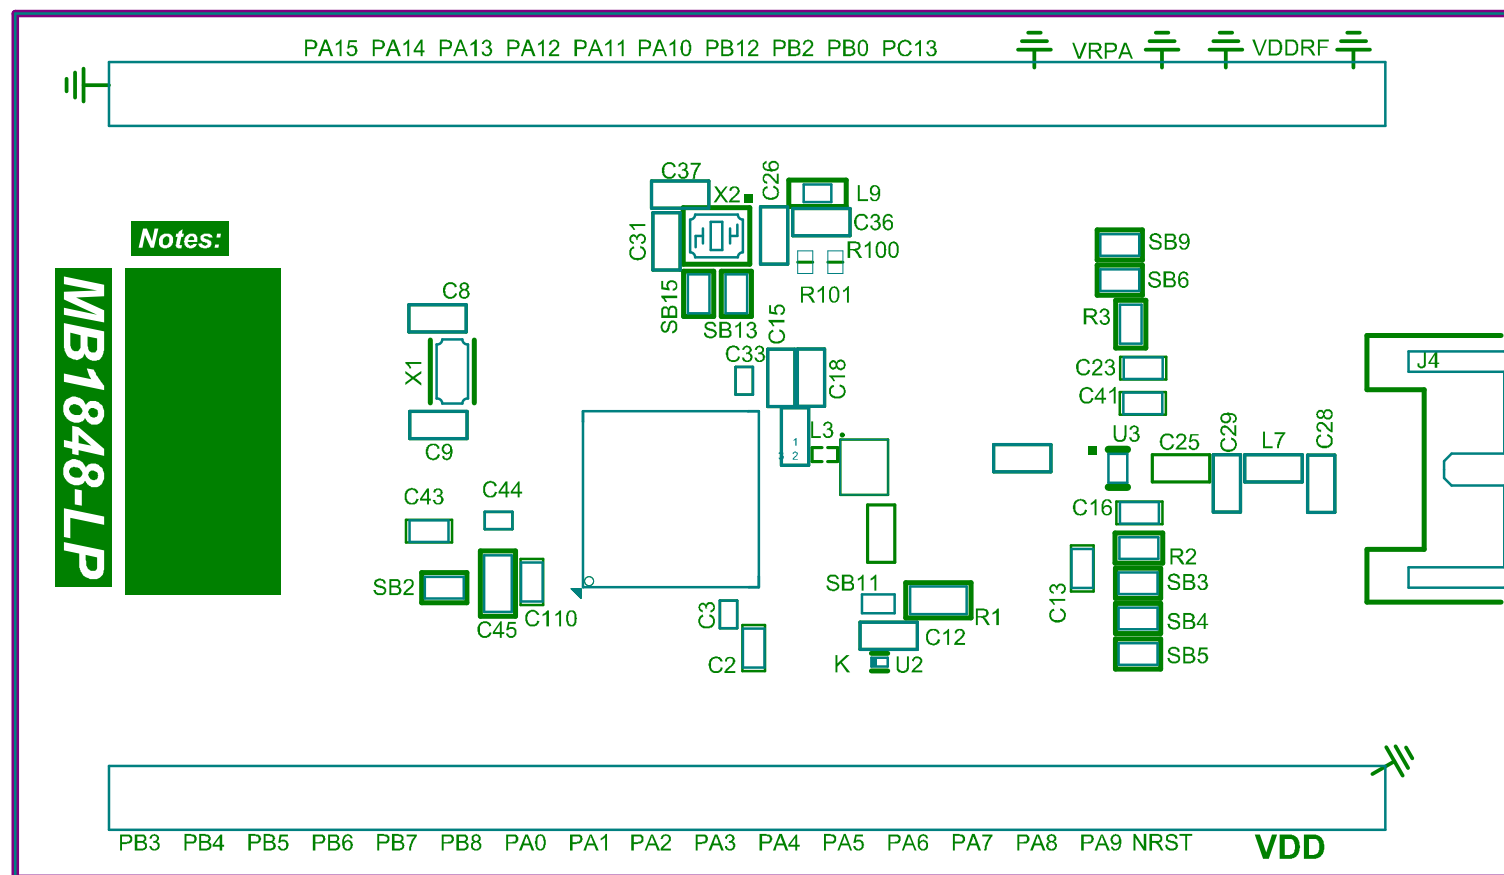 PA15 PA14 PA13 PA12 PA11 PA10 PB12 PB2 PB0 PC13 VRPA VDDRF
C37
C26
X2
L9
C31
C36
R100
Notes:
SB9
SB6
MB1848-LP
C8
SB15
SB13
C15
R101
R3
X1
C33
C18
C23
J4
C41
C9
L3
1
3 2
U3
C25
C29
L7
C28
C43
C44
C16
R2
SB2
C45
C110
C3
C2
SB11
R1
C12
K
U2
C13
SB3
SB4
SB5
PB3 PB4 PB5 PB6 PB7 PB8 PA0 PA1 PA2 PA3 PA4 PA5 PA6 PA7 PA8 PA9 NRST VDD